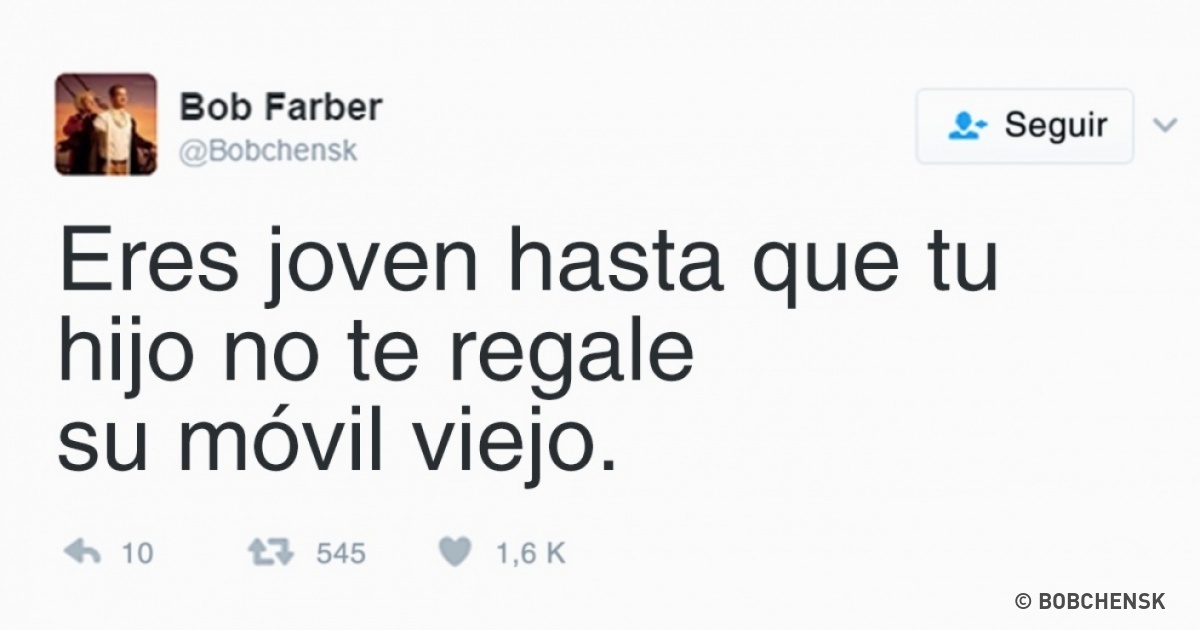 Bob Farber
@Bobchensk
Seguir
Eres joven hasta que tu
hijo no te regale
su móvil viejo.
10 545 1,6 K
© BOBCHENSK